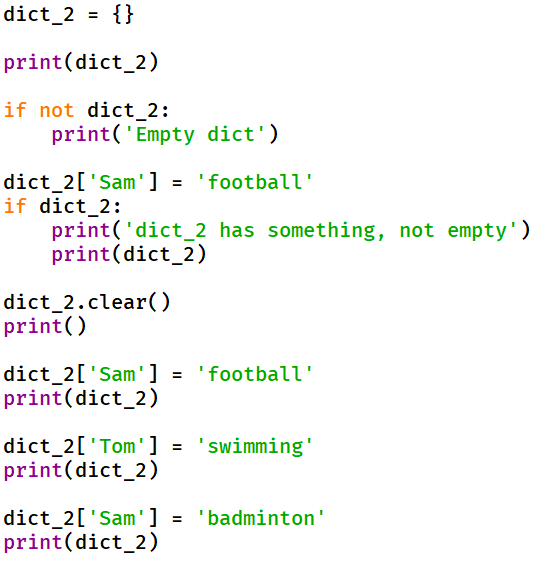 dict_2 = {}

print(dict_2)

if not dict_2:
    print('Empty dict')

dict_2['Sam'] = 'football'
if dict_2:
    print('dict_2 has something, not empty')
    print(dict_2)

dict_2.clear()
print()

dict_2['Sam'] = 'football'
print(dict_2)

dict_2['Tom'] = 'swimming'
print(dict_2)

dict_2['Sam'] = 'badminton'
print(dict_2)